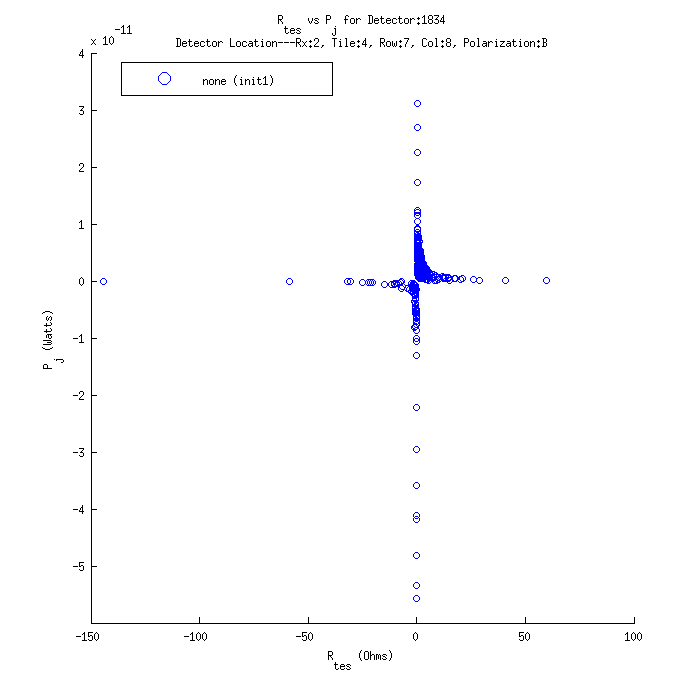 R_tes vs P_j for Detector:1834
Detector Location---Rx:2, Tile:4, Row:7, Col:8, Polarization:B
x 10^-11
none (init1)
4
3
2
1
0
-1
-2
-3
-4
-5
P_j (Watts)
-150 -100 -50 0 50 100
R_tes (Ohms)